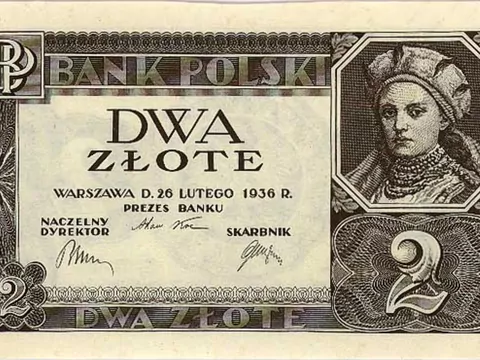 BP
BANK POLSKI
DWA
ZŁOTE
WARSZAWA D. 26 LUTEGO 1936 R.
PREZES BANKU
NACZELNY
DYREKTOR
SKARBNIK
2
2
DWA ZŁOTE